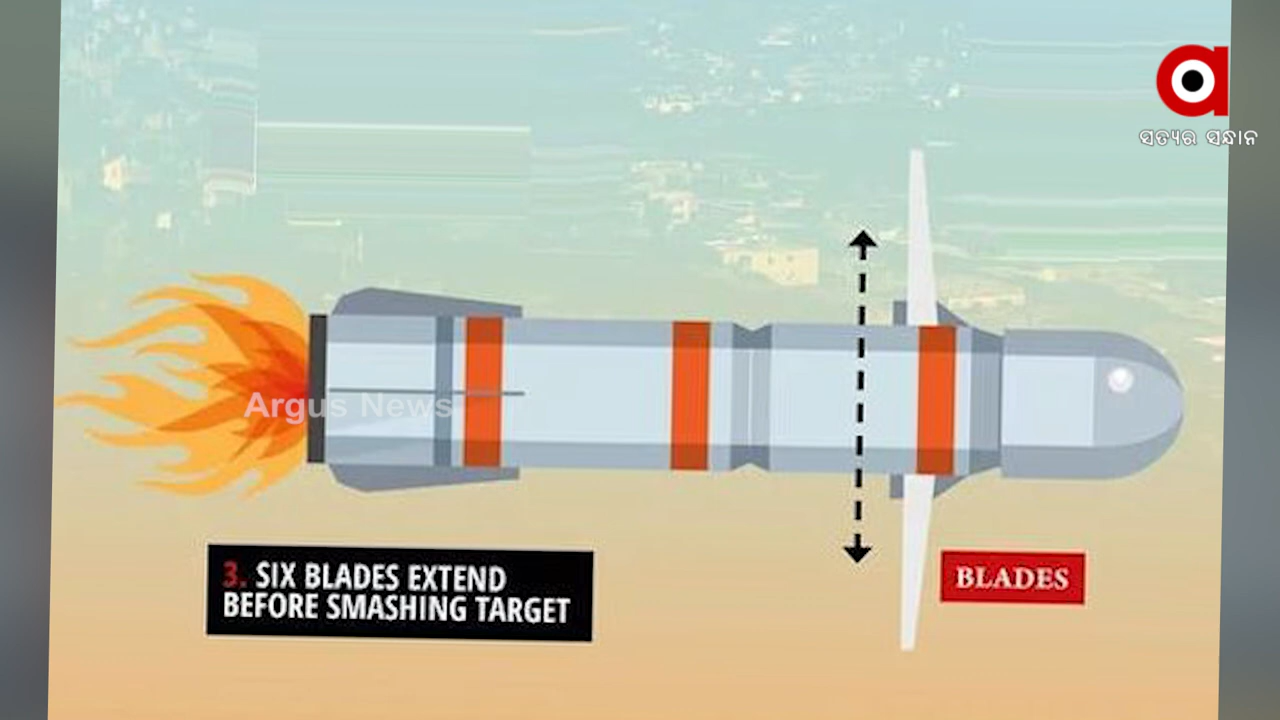 ସତ୍ୟର ସନ୍ଧାନ
Argus News
3. SIX BLADES EXTEND
BEFORE SMASHING TARGET
BLADES